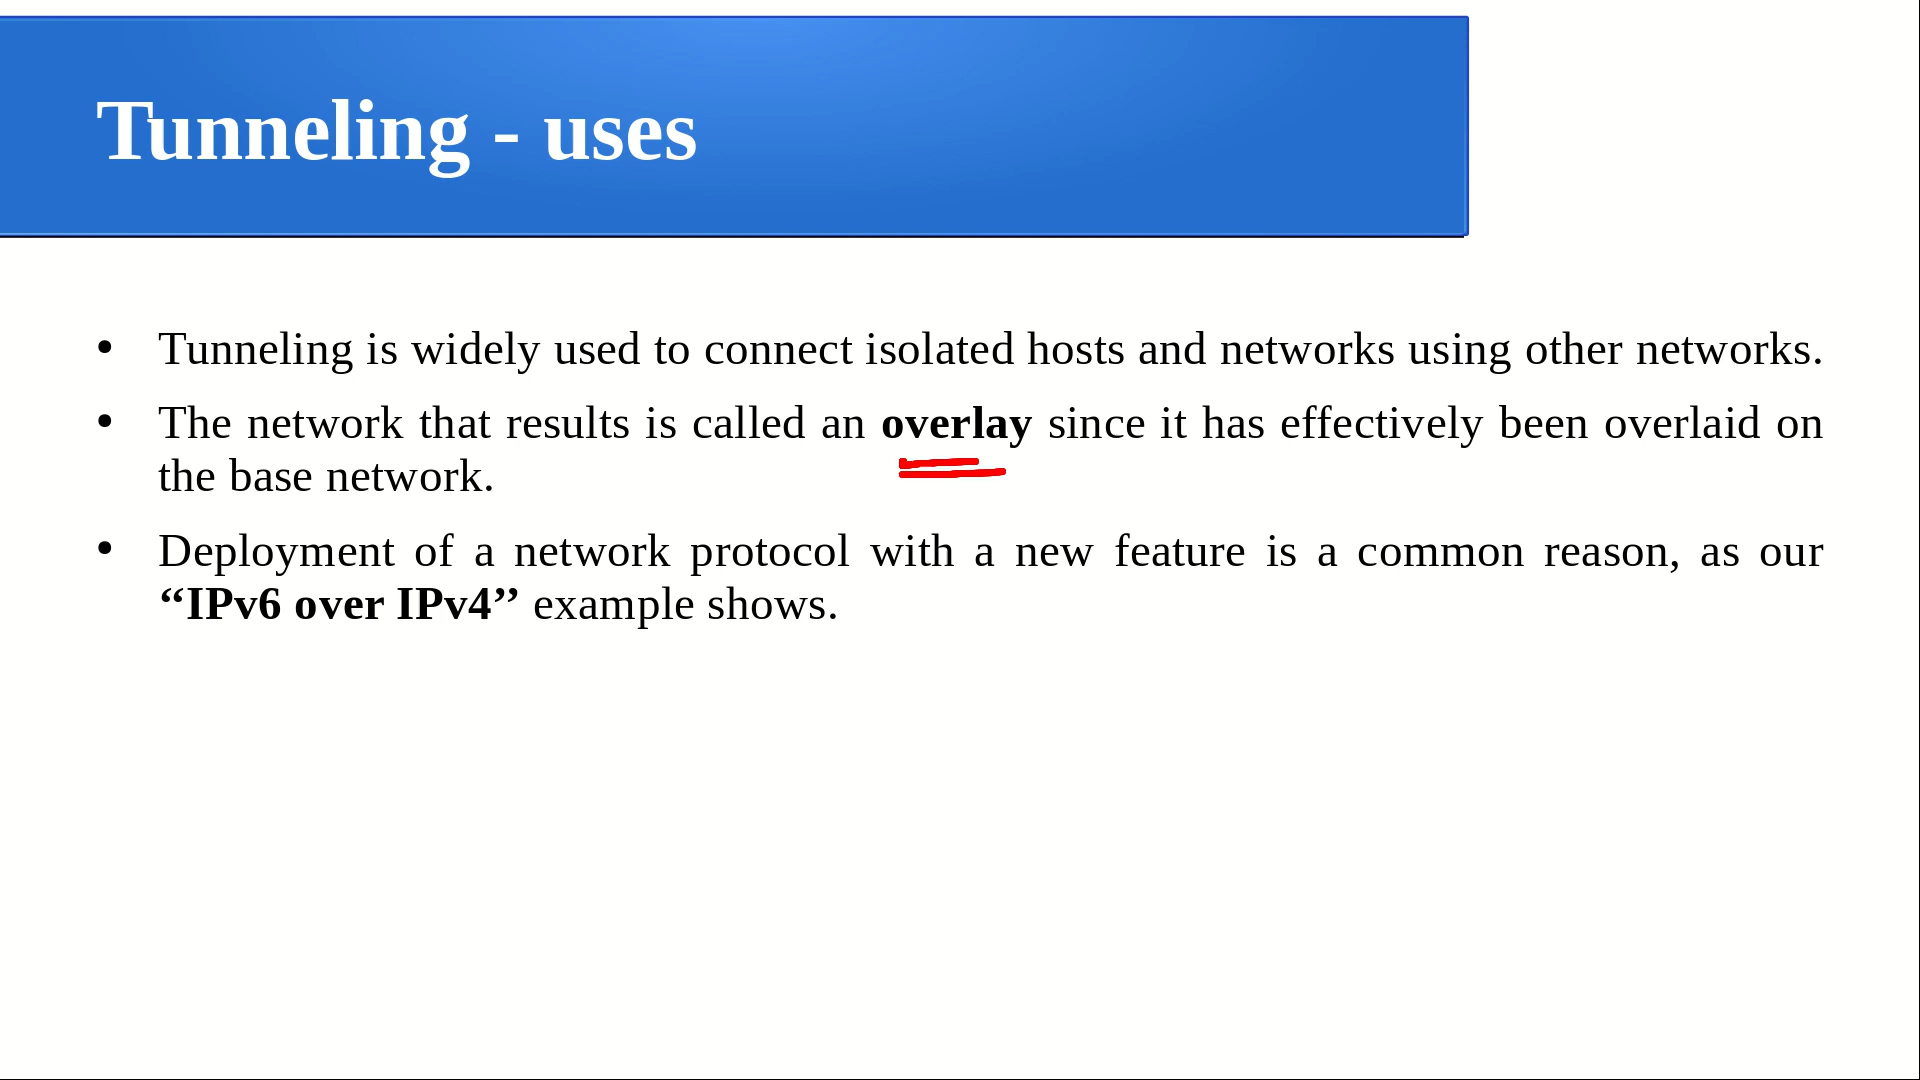 Tunneling - uses
• Tunneling is widely used to connect isolated hosts and networks using other networks.
• The network that results is called an overlay since it has effectively been overlaid on
the base network.
• Deployment of a network protocol with a new feature is a common reason, as our
‘‘IPv6 over IPv4’’ example shows.